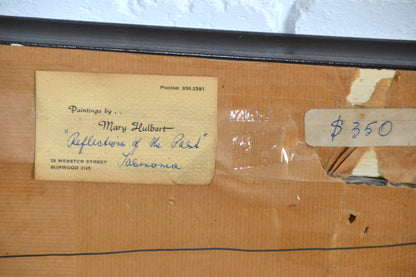 PHONE 336 2281
Paintings by . .
Mary Hulbert
"Reflections of the Past"
Tasmania
38 WEBSTER STREET
BURWOOD 3125
$350